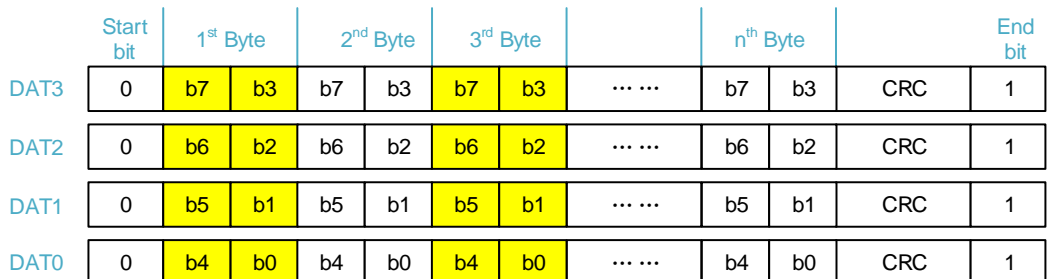 Start bit 1st Byte 2nd Byte 3rd Byte nth Byte End bit
DAT3 0 b7 b3 b7 b3 b7 b3 …… b7 b3 CRC 1
DAT2 0 b6 b2 b6 b2 b6 b2 …… b6 b2 CRC 1
DAT1 0 b5 b1 b5 b1 b5 b1 …… b5 b1 CRC 1
DAT0 0 b4 b0 b4 b0 b4 b0 …… b4 b0 CRC 1